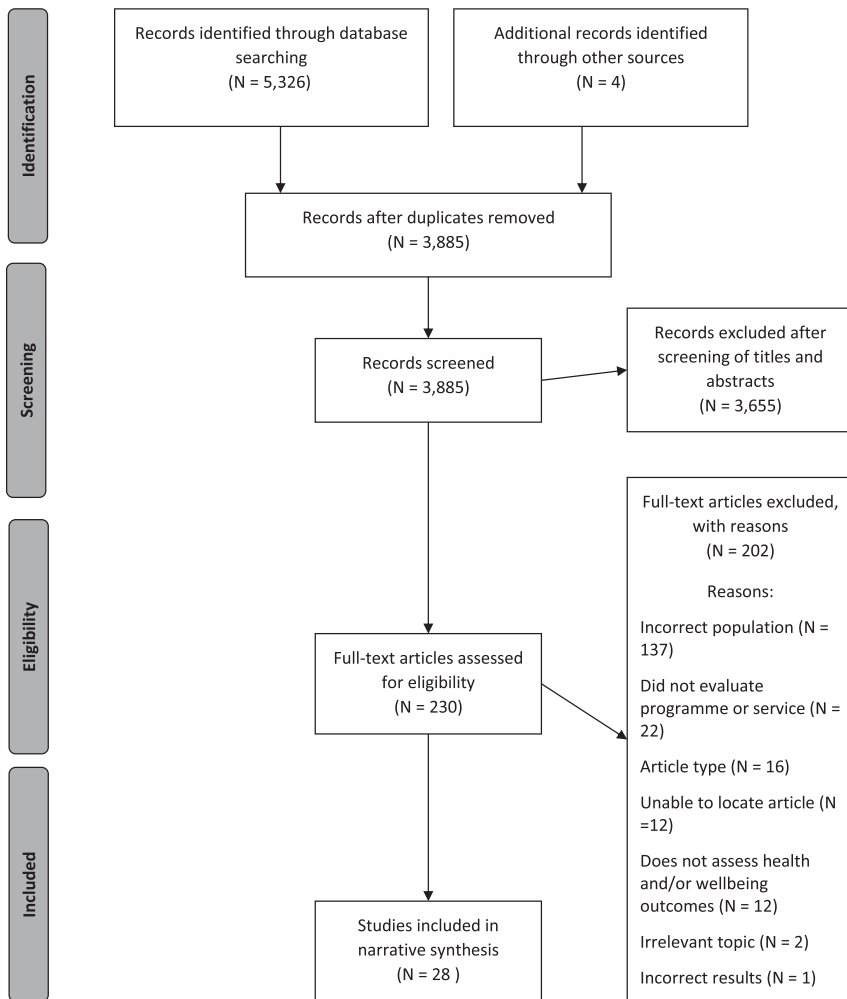 Identification
Records identified through database
searching
(N = 5,326)
Additional records identified
through other sources
(N = 4)
Records after duplicates removed
(N = 3,885)
Screening
Records screened
(N = 3,885)
Records excluded after
screening of titles and
abstracts
(N = 3,655)
Eligibility
Full-text articles assessed
for eligibility
(N = 230)
Full-text articles excluded,
with reasons
(N = 202)
Reasons:
Incorrect population (N =
137)
Did not evaluate
programme or service (N =
22)
Article type (N = 16)
Unable to locate article (N
=12)
Does not assess health
and/or wellbeing
outcomes (N = 12)
Irrelevant topic (N = 2)
Incorrect results (N = 1)
Included
Studies included in
narrative synthesis
(N = 28 )